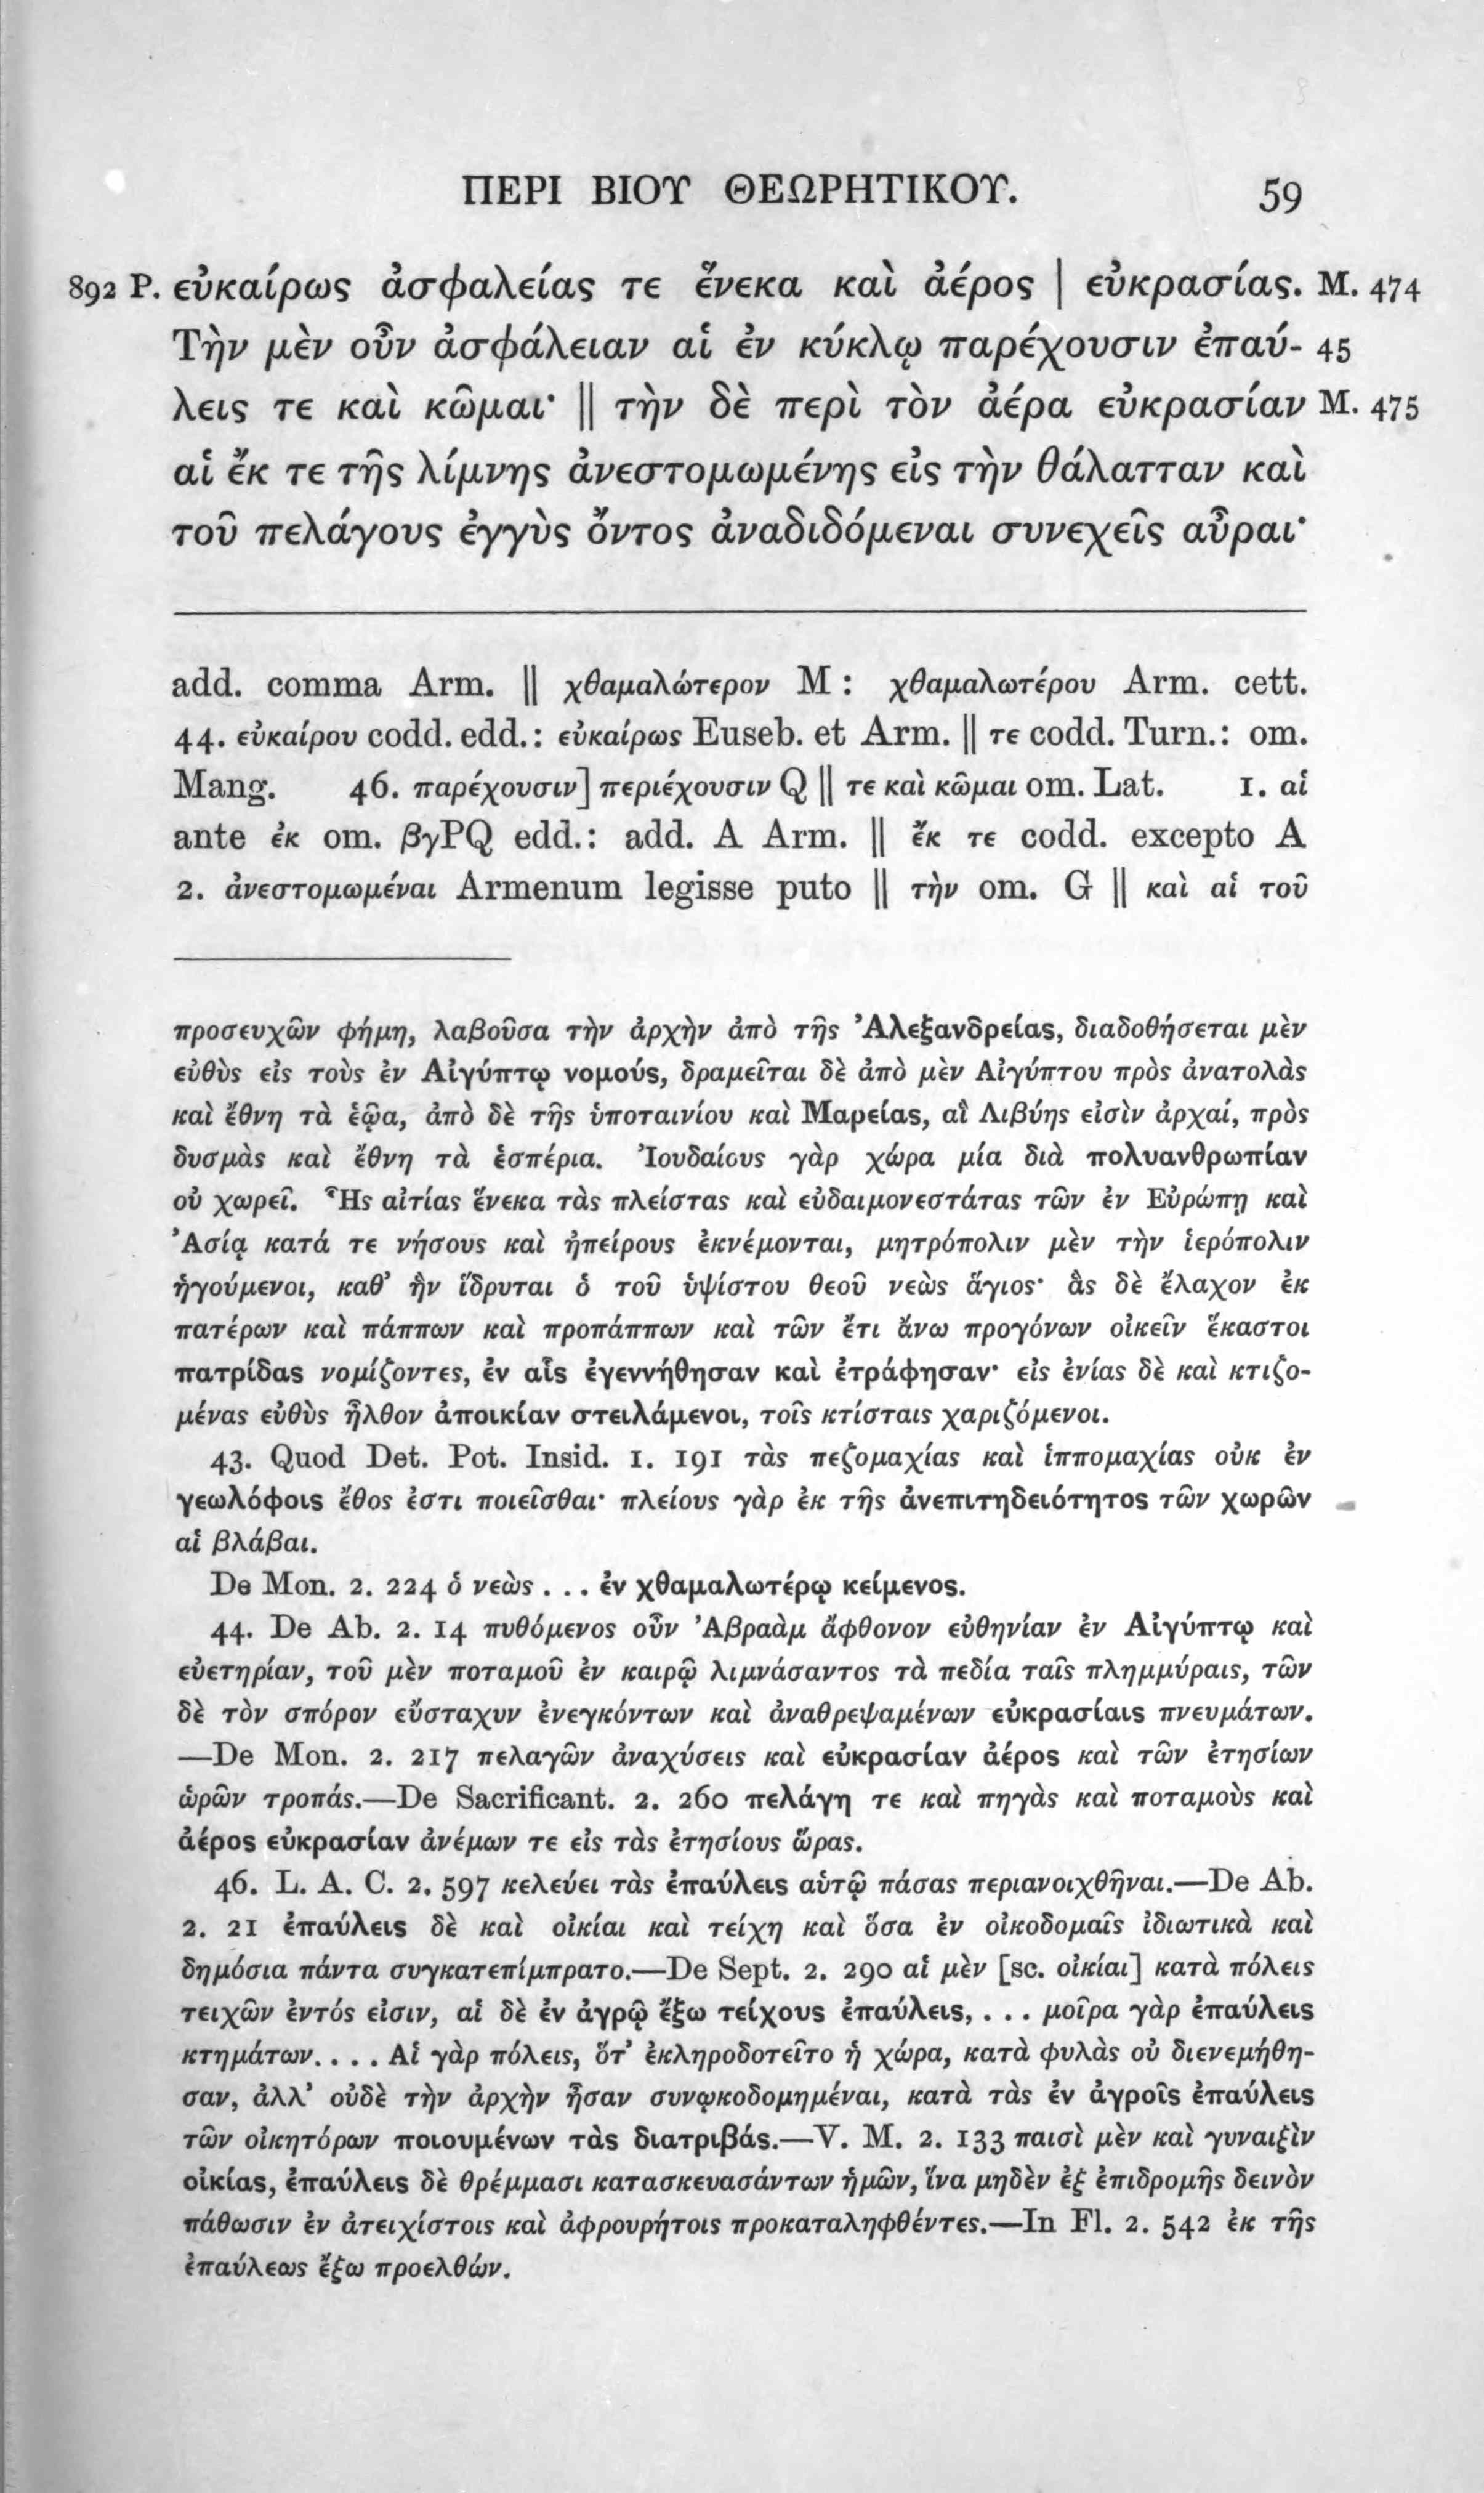 ΠΕΡΙ ΒΙΟΥ ΘΕΩΡΗΤΙΚΟΥ. 59
892 P. εὐκαίρως ἀσφαλείας τε ἕνεκα καὶ ἀέρος | εὐκρασίας. M. 474
Τὴν μὲν οὖν ἀσφάλειαν αἱ ἐν κύκλῳ παρέχουσιν ἐπαύ- 45
λεις τε καὶ κῶμαι· || τὴν δὲ περὶ τὸν ἀέρα εὐκρασίαν M. 475
αἱ ἔκ τε τῆς λίμνης ἀνεστομωμένης εἰς τὴν θάλατταν καὶ
τοῦ πελάγους ἐγγὺς ὄντος ἀναδιδόμεναι συνεχεῖς αὖραι·
add. comma Arm. || χθαμαλώτερον M : χθαμαλωτέρου Arm. cett.
44. εὐκαίρου codd. edd.: εὐκαίρως Euseb. et Arm. || τε codd. Turn.: om.
Mang. 46. παρέχουσιν] περιέχουσιν Q || τε καὶ κῶμαι om. Lat. 1. αἱ
ante ἐκ om. βγPQ edd.: add. A Arm. || ἔκ τε codd. excepto A
2. ἀνεστομωμέναι Armenum legisse puto || τὴν om. G || καὶ αἱ τοῦ
προσευχῶν φήμη, λαβοῦσα τὴν ἀρχὴν ἀπὸ τῆς Ἀλεξανδρείας, διαδοθήσεται μὲν
εὐθὺς εἰς τοὺς ἐν Αἰγύπτῳ νομούς, δραμεῖται δὲ ἀπὸ μὲν Αἰγύπτου πρὸς ἀνατολὰς
καὶ ἔθνη τὰ ἑῷα, ἀπὸ δὲ τῆς ὑποταινίου καὶ Μαρείας, αἳ Λιβύης εἰσὶν ἀρχαί, πρὸς
δυσμὰς καὶ ἔθνη τὰ ἑσπέρια. Ἰουδαίους γὰρ χώρα μία διὰ πολυανθρωπίαν
οὐ χωρεῖ. Ἧς αἰτίας ἕνεκα τὰς πλείστας καὶ εὐδαιμονεστάτας τῶν ἐν Εὐρώπῃ καὶ
Ἀσίᾳ κατά τε νήσους καὶ ἠπείρους ἐκνέμονται, μητρόπολιν μὲν τὴν ἱερόπολιν
ἡγούμενοι, καθ’ ἣν ἵδρυται ὁ τοῦ ὑψίστου θεοῦ νεὼς ἅγιος· ἃς δὲ ἔλαχον ἐκ
πατέρων καὶ πάππων καὶ προπάππων καὶ τῶν ἔτι ἄνω προγόνων οἰκεῖν ἕκαστοι
πατρίδας νομίζοντες, ἐν αἷς ἐγεννήθησαν καὶ ἐτράφησαν· εἰς ἐνίας δὲ καὶ κτιζο-
μένας εὐθὺς ἦλθον ἀποικίαν στειλάμενοι, τοῖς κτίσταις χαριζόμενοι.
43. Quod Det. Pot. Insid. 1. 191 τὰς πεζομαχίας καὶ ἱππομαχίας οὐκ ἐν
γεωλόφοις ἔθος ἐστι ποιεῖσθαι· πλείους γὰρ ἐκ τῆς ἀνεπιτηδειότητος τῶν χωρῶν
αἱ βλάβαι.
De Mon. 2. 224 ὁ νεὼς . . . ἐν χθαμαλωτέρῳ κείμενος.
44. De Ab. 2. 14 πυθόμενος οὖν Ἀβραὰμ ἄφθονον εὐθηνίαν ἐν Αἰγύπτῳ καὶ
εὐετηρίαν, τοῦ μὲν ποταμοῦ ἐν καιρῷ λιμνάσαντος τὰ πεδία ταῖς πλημμύραις, τῶν
δὲ τὸν σπόρον εὔσταχυν ἐνεγκόντων καὶ ἀναθρεψαμένων εὐκρασίαις πνευμάτων.
—De Mon. 2. 217 πελαγῶν ἀναχύσεις καὶ εὐκρασίαν ἀέρος καὶ τῶν ἐτησίων
ὡρῶν τροπάς.—De Sacrificant. 2. 260 πελάγη τε καὶ πηγὰς καὶ ποταμοὺς καὶ
ἀέρος εὐκρασίαν ἀνέμων τε εἰς τὰς ἐτησίους ὥρας.
46. L. A. C. 2. 597 κελεύει τὰς ἐπαύλεις αὑτῷ πάσας περιανοιχθῆναι.—De Ab.
2. 21 ἐπαύλεις δὲ καὶ οἰκίαι καὶ τείχη καὶ ὅσα ἐν οἰκοδομαῖς ἰδιωτικὰ καὶ
δημόσια πάντα συγκατεπίμπρατο.—De Sept. 2. 290 αἱ μὲν [sc. οἰκίαι] κατὰ πόλεις
τειχῶν ἐντός εἰσιν, αἱ δὲ ἐν ἀγρῷ ἔξω τείχους ἐπαύλεις, . . . μοῖρα γὰρ ἐπαύλεις
κτημάτων. . . . Αἱ γὰρ πόλεις, ὅτ’ ἐκληροδοτεῖτο ἡ χώρα, κατὰ φυλὰς οὐ διενεμήθη-
σαν, ἀλλ’ οὐδὲ τὴν ἀρχὴν ἦσαν συνῳκοδομημέναι, κατὰ τὰς ἐν ἀγροῖς ἐπαύλεις
τῶν οἰκητόρων ποιουμένων τὰς διατριβάς.—V. M. 2. 133 παισὶ μὲν καὶ γυναιξὶν
οἰκίας, ἐπαύλεις δὲ θρέμμασι κατασκευασάντων ἡμῶν, ἵνα μηδὲν ἐξ ἐπιδρομῆς δεινὸν
πάθωσιν ἐν ἀτειχίστοις καὶ ἀφρουρήτοις προκαταληφθέντες.—In Fl. 2. 542 ἐκ τῆς
ἐπαύλεως ἔξω προελθών.